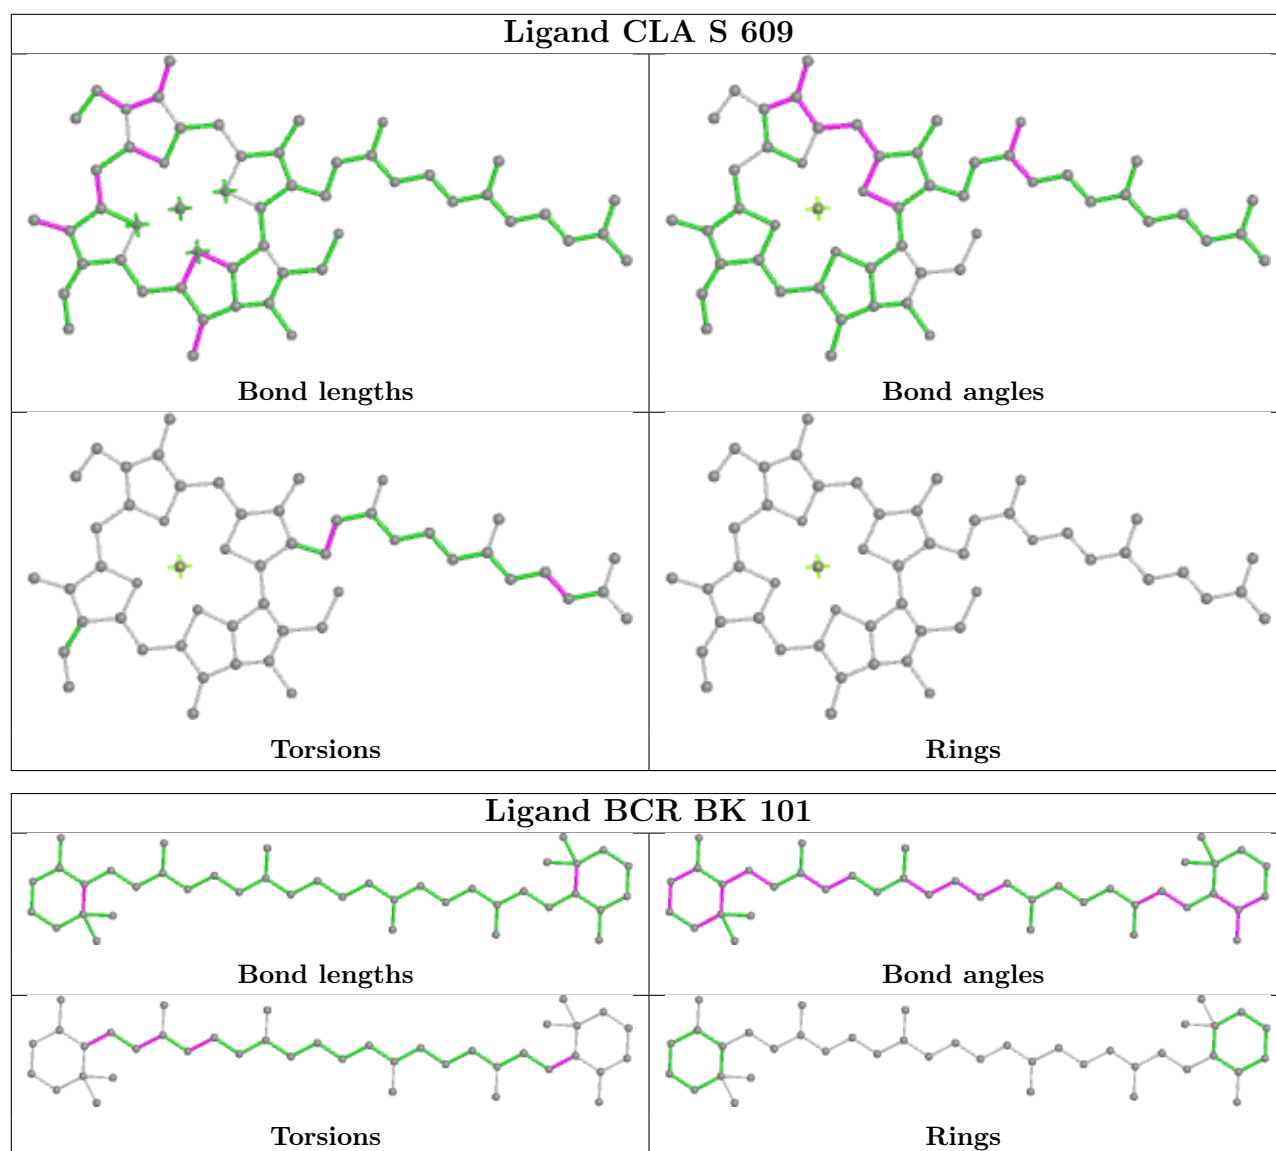 Ligand CLA S 609
Bond lengths
Bond angles
Torsions
Rings
Ligand BCR BK 101
Bond lengths
Bond angles
Torsions
Rings